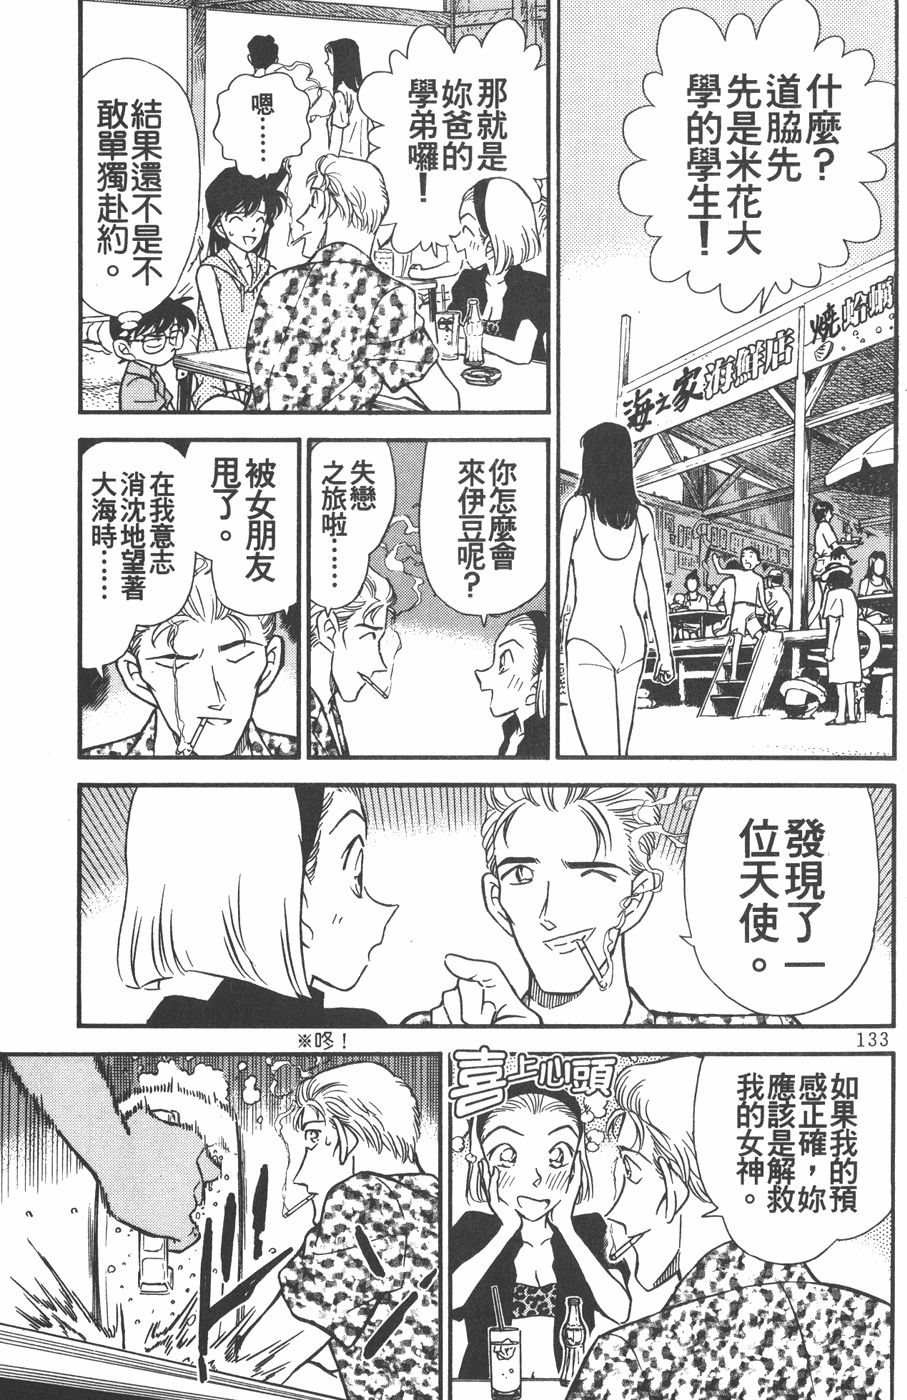 什麼？
道脇先
先是米花大
學的學生！
海之家海鮮店
燒蛤蠣
那就是
妳爸的
學弟囉！
嗯……
結果還不是不
敢單獨赴約。
你怎麼會
來伊豆呢？
失戀
之旅啦……
被女朋友
甩了。
在我意志
消沈地望著
大海時……
發現了一
位天使。
133
如果我的預
感正確，妳
應該是解救
我的女神。
喜上心頭
※咚！